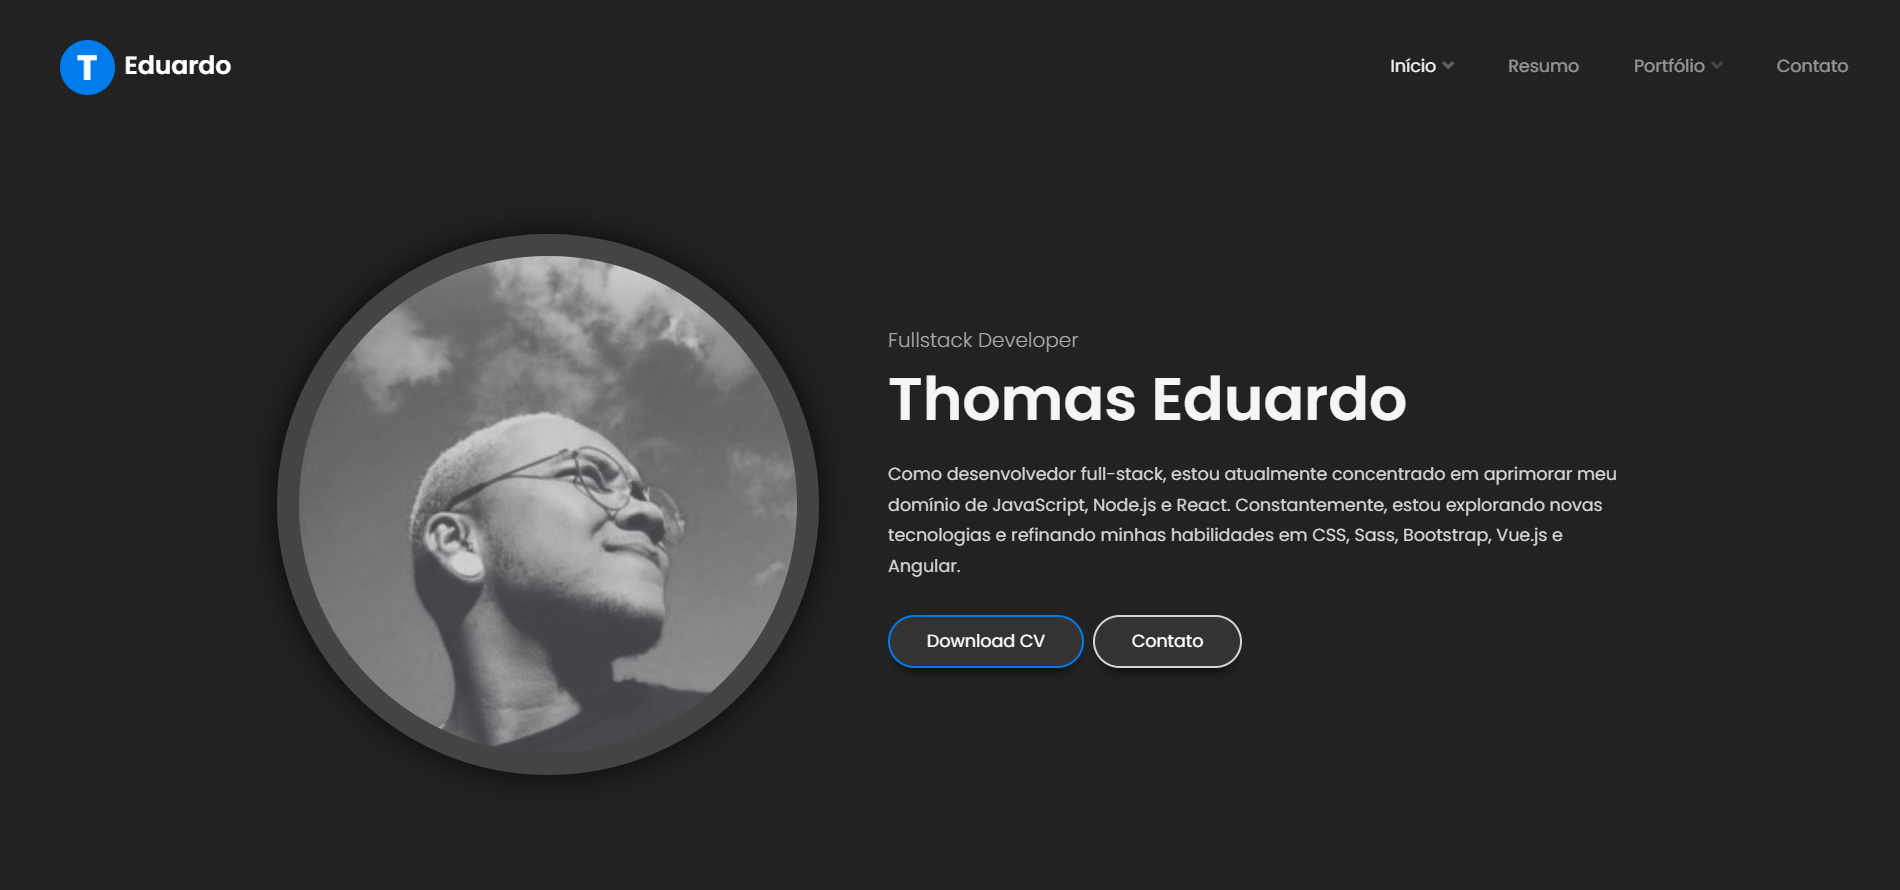 T Eduardo
Início
Resumo
Portfólio
Contato
Fullstack Developer
Thomas Eduardo
Como desenvolvedor full-stack, estou atualmente concentrado em aprimorar meu
domínio de JavaScript, Node.js e React. Constantemente, estou explorando novas
tecnologias e refinando minhas habilidades em CSS, Sass, Bootstrap, Vue.js e
Angular.
Download CV
Contato